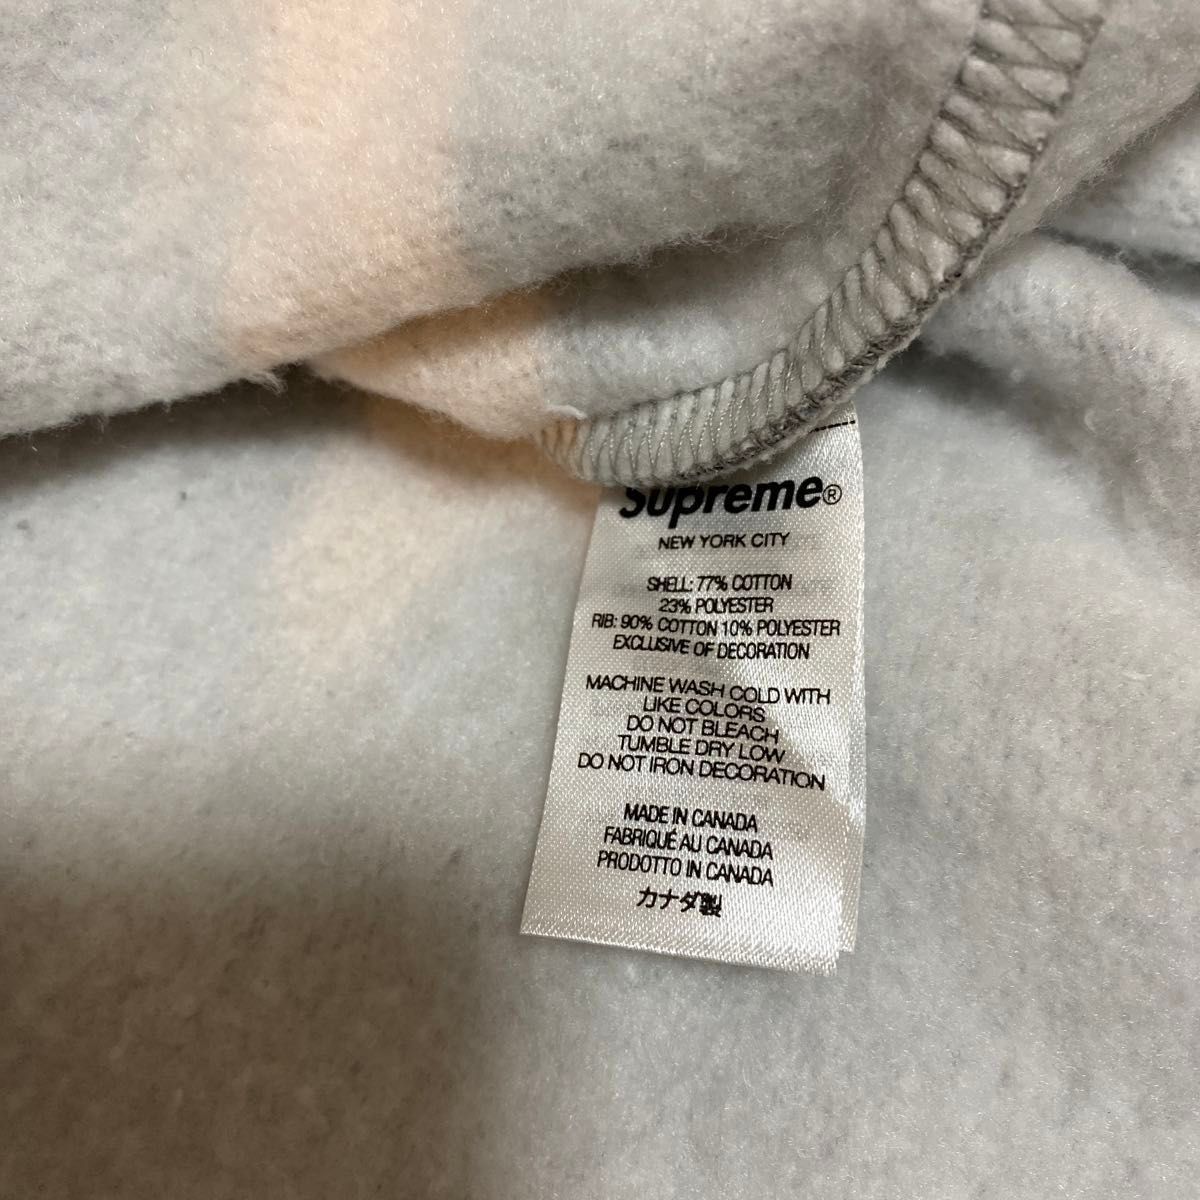 Supreme®
NEW YORK CITY
SHELL: 77% COTTON
23% POLYESTER
RIB: 90% COTTON 10% POLYESTER
EXCLUSIVE OF DECORATION
MACHINE WASH COLD WITH
LIKE COLORS
DO NOT BLEACH
TUMBLE DRY LOW
DO NOT IRON DECORATION
MADE IN CANADA
FABRIQUÉ AU CANADA
PRODOTTO IN CANADA
カナダ製